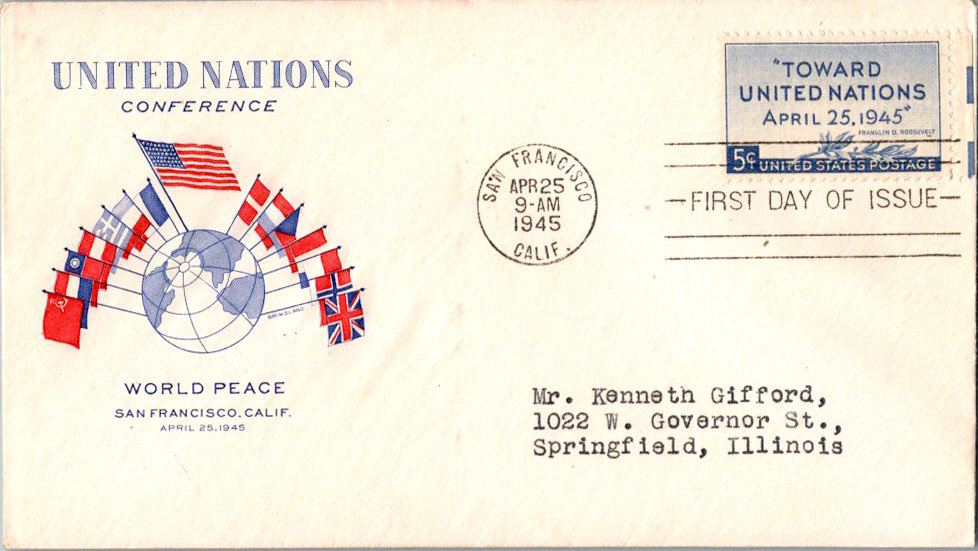 UNITED NATIONS
CONFERENCE
GRIMSLAND
WORLD PEACE
SAN FRANCISCO, CALIF.
APRIL 25, 1945
SAN FRANCISCO
APR 25
9-AM
1945
CALIF.
"TOWARD
UNITED NATIONS
APRIL 25, 1945"
FRANKLIN D. ROOSEVELT
5¢ UNITED STATES POSTAGE
—FIRST DAY OF ISSUE—
Mr. Kenneth Gifford,
1022 W. Governor St.,
Springfield, Illinois